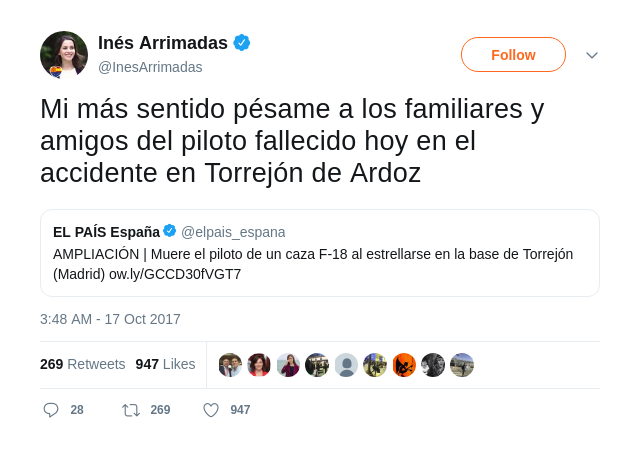 Inés Arrimadas
@InesArrimadas
Follow
Mi más sentido pésame a los familiares y
amigos del piloto fallecido hoy en el
accidente en Torrejón de Ardoz
EL PAÍS España @elpais_espana
AMPLIACIÓN | Muere el piloto de un caza F-18 al estrellarse en la base de Torrejón
(Madrid) ow.ly/GCCD30fVGT7
3:48 AM - 17 Oct 2017
269 Retweets 947 Likes
28 269 947